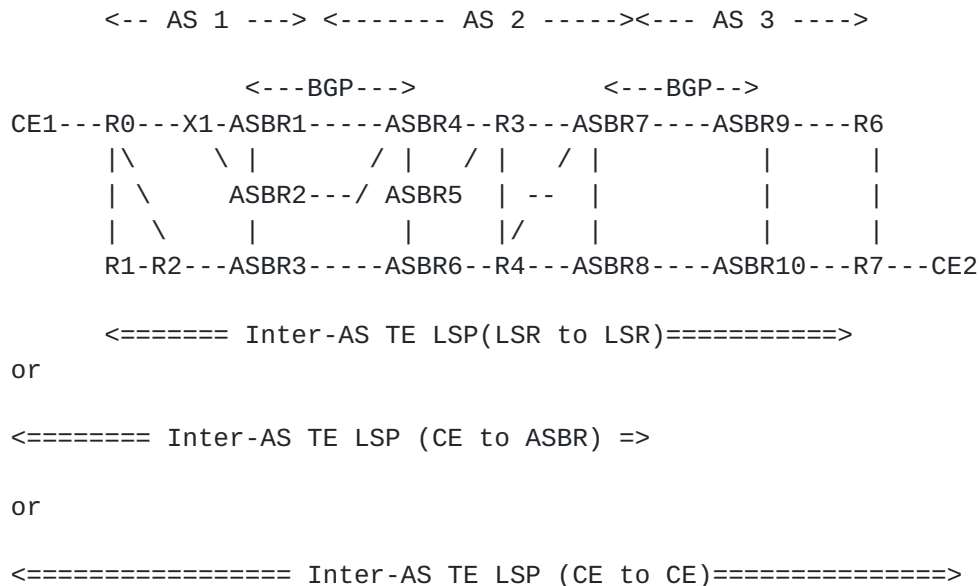 <-- AS 1 ---> <------- AS 2 -----><--- AS 3 ---->
<---BGP---> <---BGP-->
CE1---R0---X1-ASBR1-----ASBR4--R3---ASBR7----ASBR9----R6
|\ \ | / | / | / | | |
| \ ASBR2---/ ASBR5 | -- | | |
| \ | | |/ | | |
R1-R2---ASBR3-----ASBR6--R4---ASBR8----ASBR10---R7---CE2
<======= Inter-AS TE LSP(LSR to LSR)===========>
or
<======== Inter-AS TE LSP (CE to ASBR) =>
or
<================= Inter-AS TE LSP (CE to CE)===============>